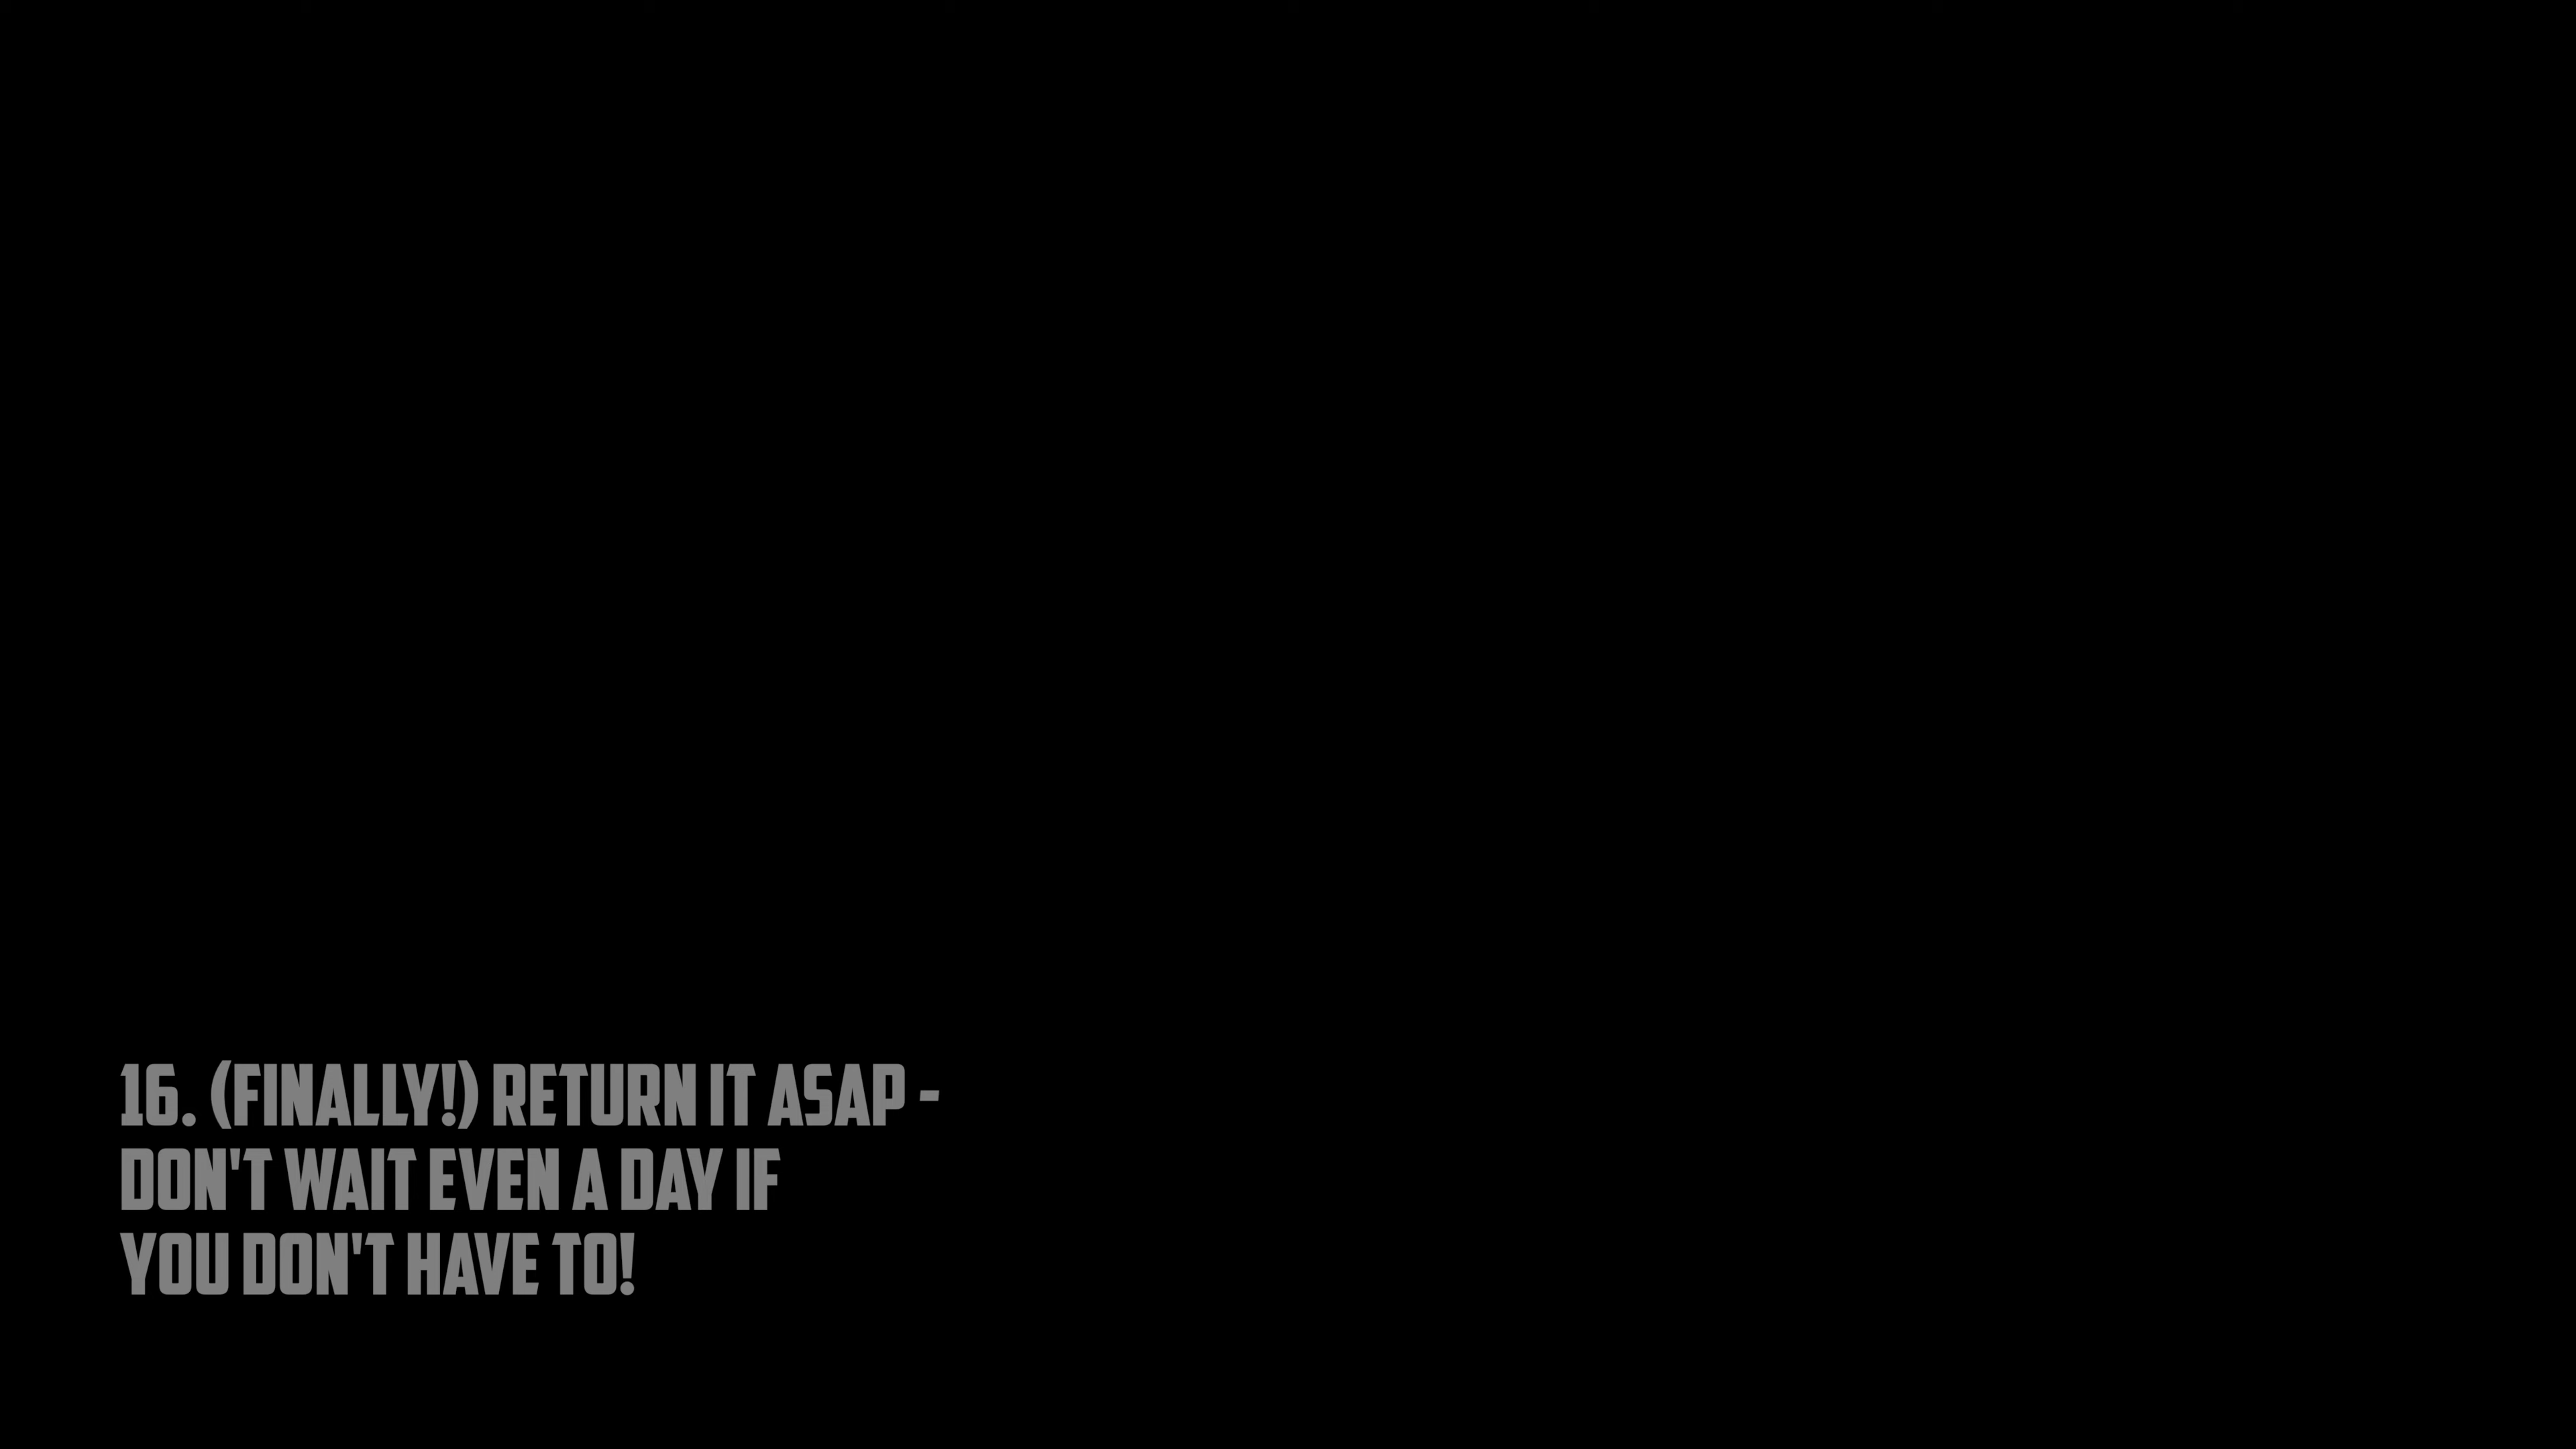 16. (FINALLY!) RETURN IT ASAP -
DON'T WAIT EVEN A DAY IF
YOU DON'T HAVE TO!